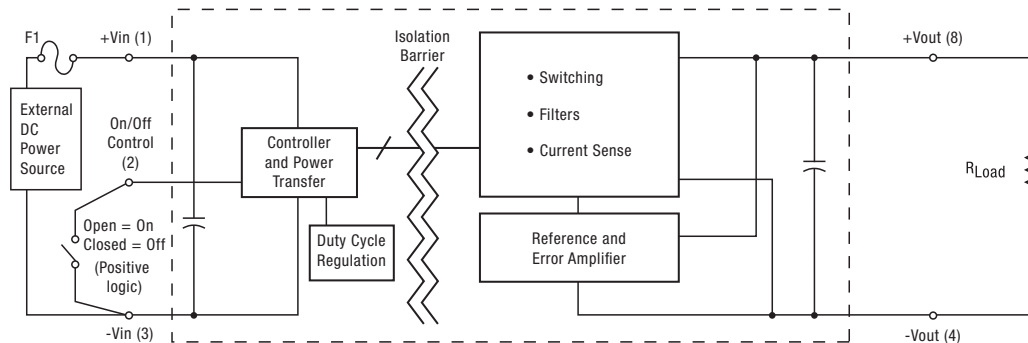 F1
+Vin (1)
External
DC
Power
Source
On/Off
Control
(2)
Open = On
Closed = Off
(Positive
logic)
-Vin (3)
Controller
and Power
Transfer
Duty Cycle
Regulation
Isolation
Barrier
• Switching
• Filters
• Current Sense
Reference and
Error Amplifier
+Vout (8)
RLoad
-Vout (4)